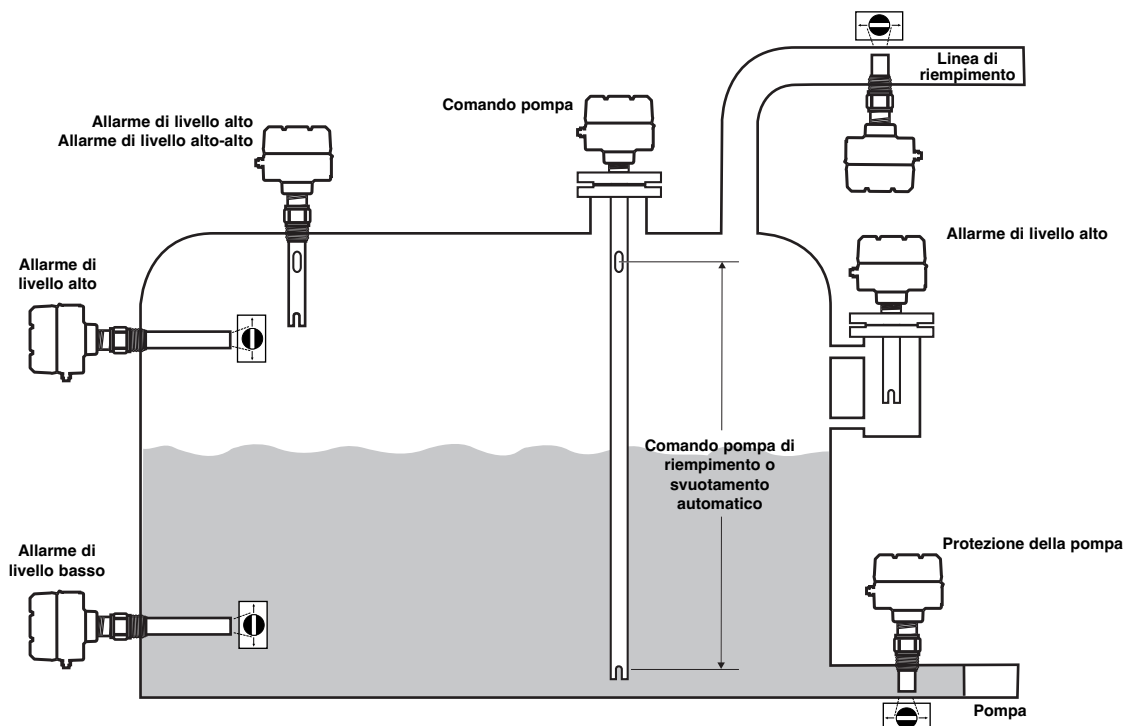 Linea di
riempimento
Comando pompa
Allarme di livello alto
Allarme di livello alto-alto
Allarme di livello alto
Allarme di
livello alto
Comando pompa di
riempimento o
svuotamento
automatico
Allarme di
livello basso
Protezione della pompa
Pompa